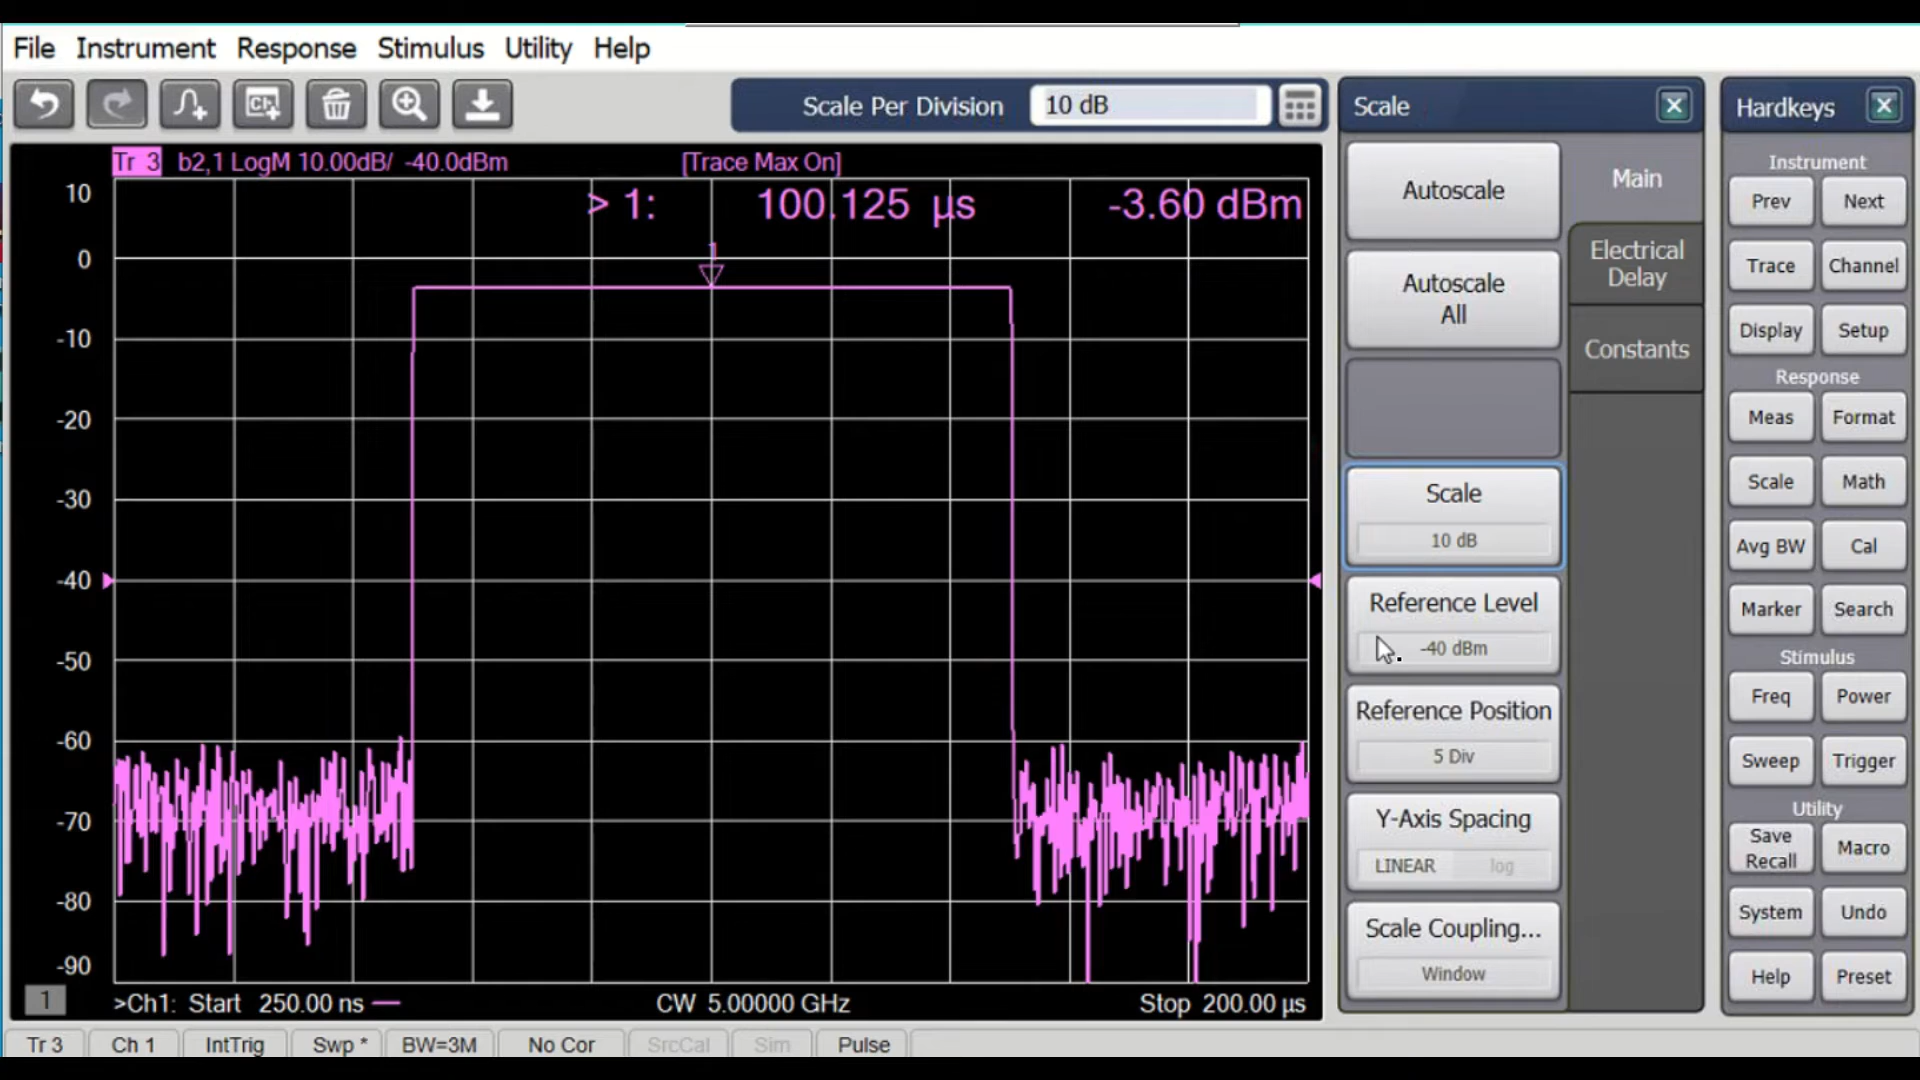 File Instrument Response Stimulus Utility Help
Scale Per Division 10 dB
Tr 3 b2,1 LogM 10.00dB/ -40.0dBm [Trace Max On]
> 1: 100.125 µs -3.60 dBm
1
10
0
-10
-20
-30
-40
-50
-60
-70
-80
-90
1
>Ch1: Start 250.00 ns CW 5.00000 GHz Stop 200.00 µs
Tr 3 Ch 1 IntTrig Swp * BW=3M No Cor SrcCal Sim Pulse
Scale
Autoscale
Autoscale
All
Scale
10 dB
Reference Level
-40 dBm
Reference Position
5 Div
Y-Axis Spacing
LINEAR log
Scale Coupling...
Window
Main
Electrical
Delay
Constants
Hardkeys
Instrument
Prev Next
Trace Channel
Display Setup
Response
Meas Format
Scale Math
Avg BW Cal
Marker Search
Stimulus
Freq Power
Sweep Trigger
Utility
Save
Recall
Macro
System Undo
Help Preset